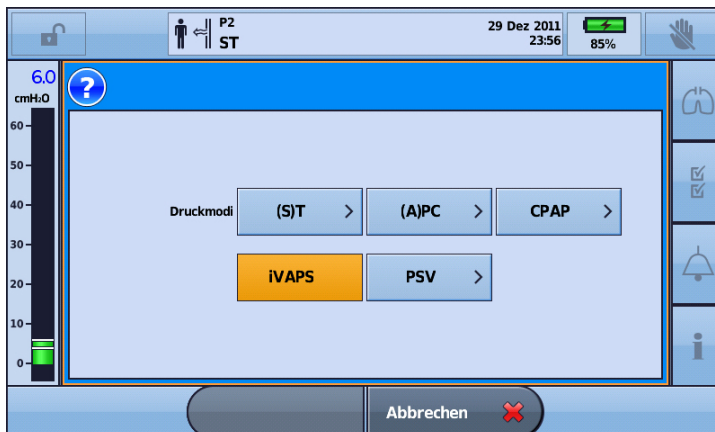 P2
ST
29 Dez 2011
23:56
85%
6.0
cmH₂O
60
50
40
30
20
10
0
?
Druckmodi
(S)T >
(A)PC >
CPAP >
iVAPS
PSV >
Abbrechen